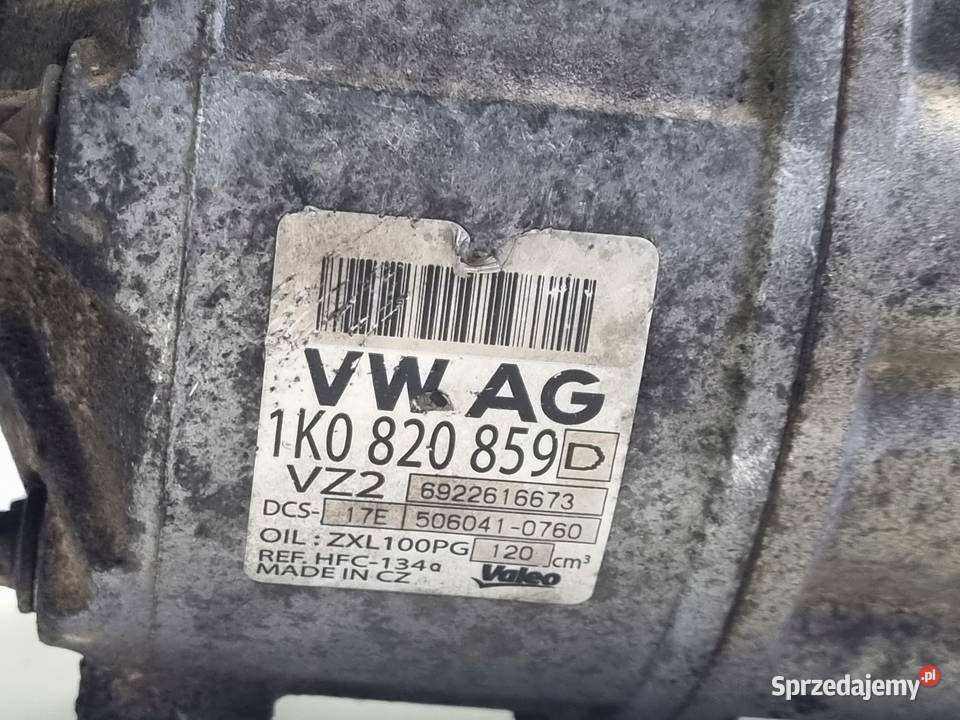 VW AG
1K0 820 859 D
VZ2 6922616673
DCS- 17E 506041-0760
OIL : ZXL100PG 120 cm³
REF. HFC-134a
MADE IN CZ Valeo
Sprzedajemy.pl